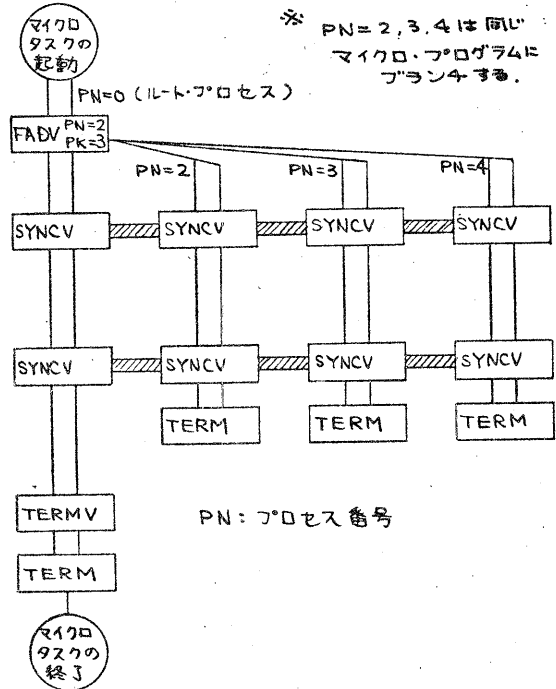 マイクロ
タスクの
起動
※ PN=2,3,4は同じ
マイクロ・プログラムに
ブランチする.
PN=0 (ルート・プロセス)
FADV PN=2
PK=3
PN=2
PN=3
PN=4
SYNCV
SYNCV
SYNCV
SYNCV
SYNCV
SYNCV
SYNCV
SYNCV
TERM
TERM
TERM
TERMV
PN: プロセス番号
TERM
マイクロ
タスクの
終了